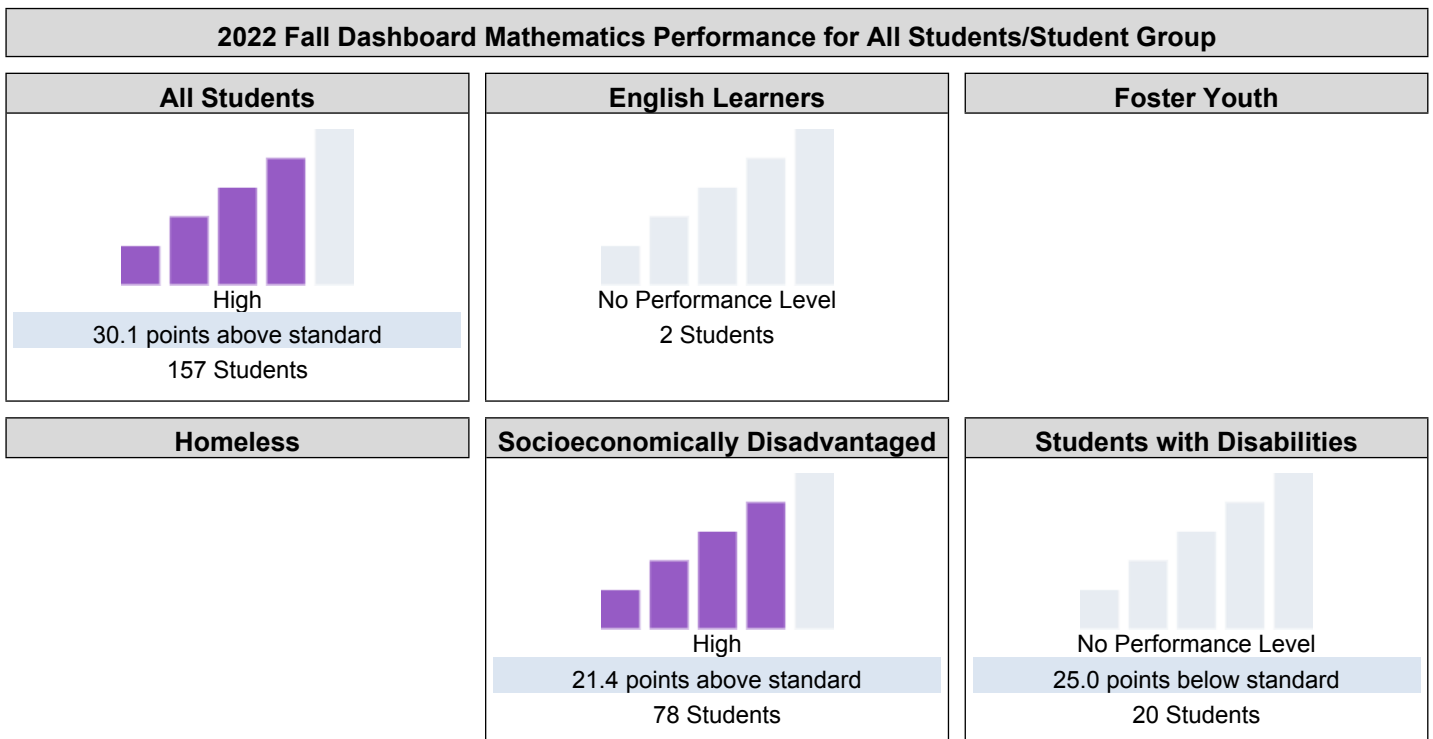 2022 Fall Dashboard Mathematics Performance for All Students/Student Group
All Students
High
30.1 points above standard
157 Students
English Learners
No Performance Level
2 Students
Foster Youth
Homeless
Socioeconomically Disadvantaged
High
21.4 points above standard
78 Students
Students with Disabilities
No Performance Level
25.0 points below standard
20 Students